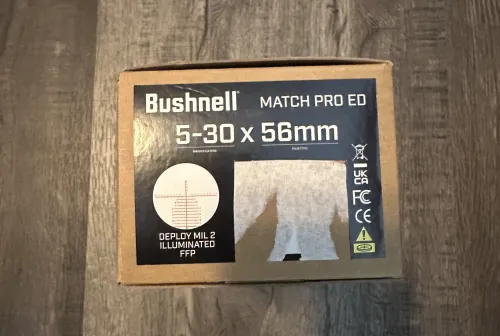 Bushnell® MATCH PRO ED
5-30 x 56mm
DEPLOY MIL 2
ILLUMINATED
FFP
UK
CA
FC
CE